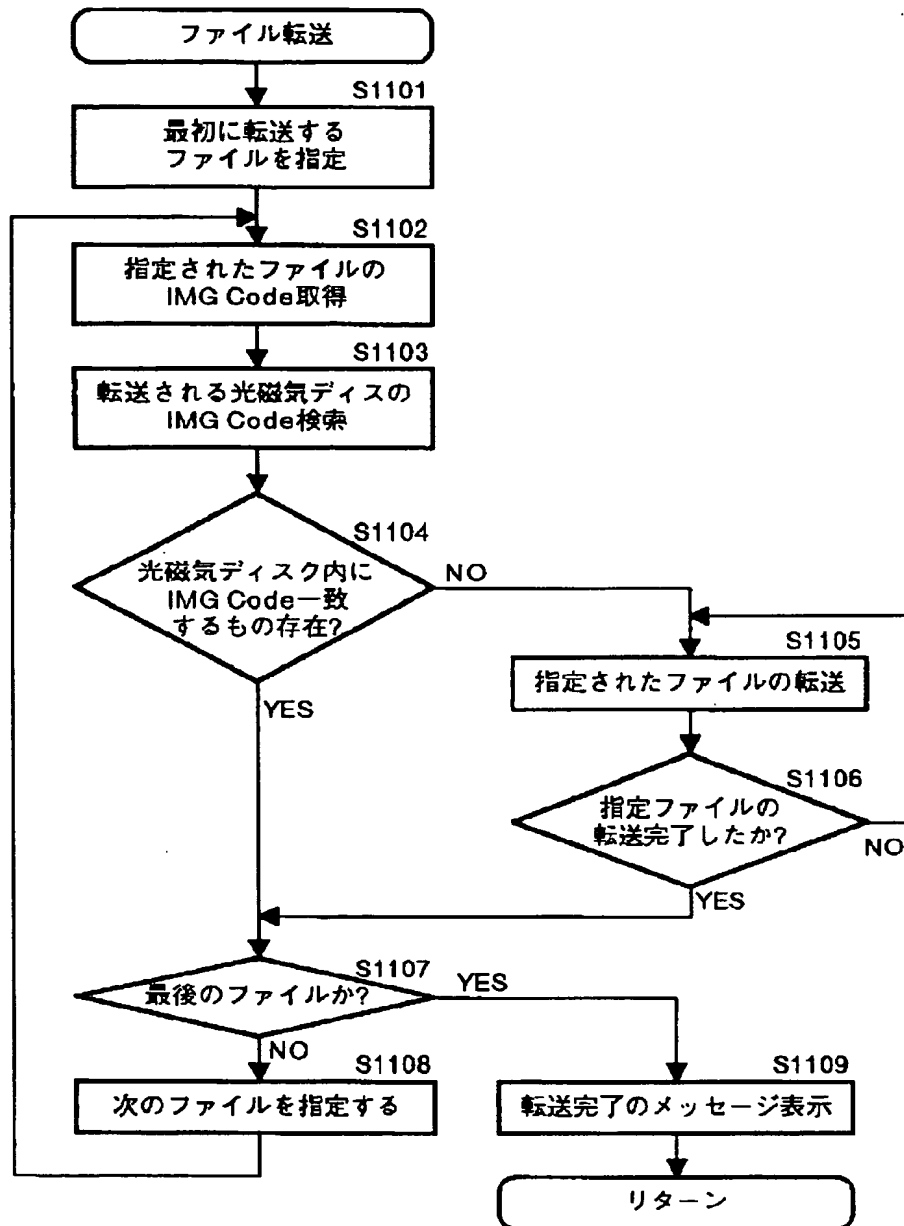 ファイル転送
S1101
最初に転送する
ファイルを指定
S1102
指定されたファイルの
IMG Code取得
S1103
転送される光磁気ディスの
IMG Code検索
S1104
光磁気ディスク内に
IMG Code一致
するもの存在?
NO
YES
S1105
指定されたファイルの転送
S1106
指定ファイルの
転送完了したか?
NO
YES
S1107
最後のファイルか?
YES
NO
S1108
次のファイルを指定する
S1109
転送完了のメッセージ表示
リターン